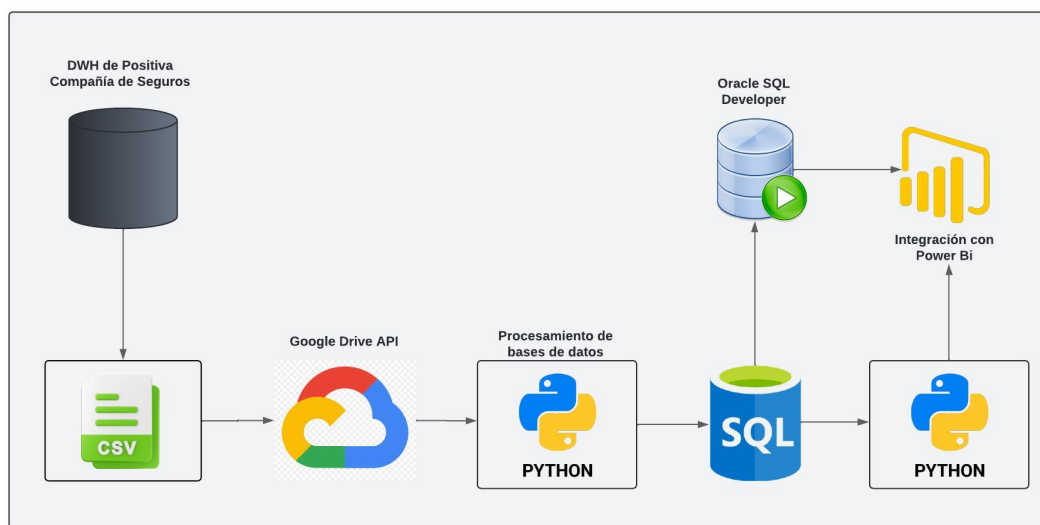 DWH de Positiva
Compañía de Seguros
Oracle SQL
Developer
Integración con
Power Bi
Google Drive API
Procesamiento de
bases de datos
CSV
PYTHON
SQL
PYTHON